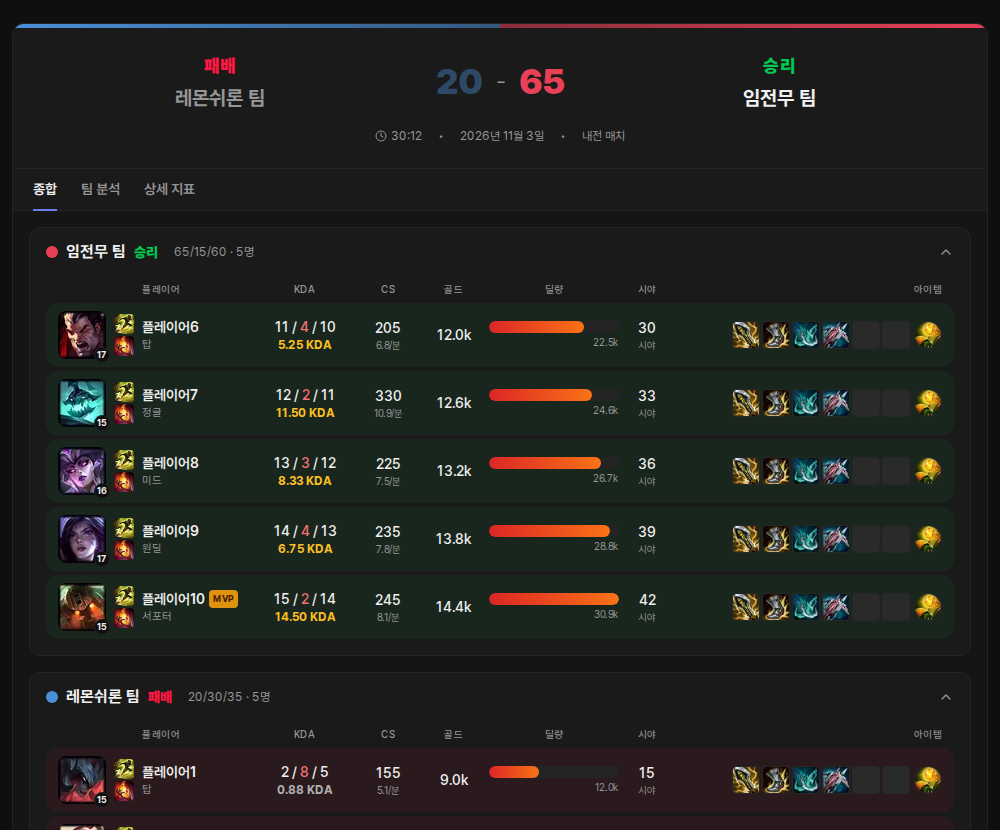 패배
레몬쉬론 팀
20 - 65
승리
임전무 팀
30:12 • 2026년 11월 3일 • 내전 매치
종합 팀 분석 상세 지표
임전무 팀 승리 65/15/60 · 5명
플레이어 KDA CS 골드 딜량 시야 아이템
17 플레이어6 탑 11 / 4 / 10 5.25 KDA 205 6.8/분 12.0k 22.5k 30 시야
15 플레이어7 정글 12 / 2 / 11 11.50 KDA 330 10.9/분 12.6k 24.6k 33 시야
16 플레이어8 미드 13 / 3 / 12 8.33 KDA 225 7.5/분 13.2k 26.7k 36 시야
17 플레이어9 원딜 14 / 4 / 13 6.75 KDA 235 7.8/분 13.8k 28.8k 39 시야
15 플레이어10 MVP 서포터 15 / 2 / 14 14.50 KDA 245 8.1/분 14.4k 30.9k 42 시야
레몬쉬론 팀 패배 20/30/35 · 5명
플레이어 KDA CS 골드 딜량 시야 아이템
15 플레이어1 탑 2 / 8 / 5 0.88 KDA 155 5.1/분 9.0k 12.0k 15 시야